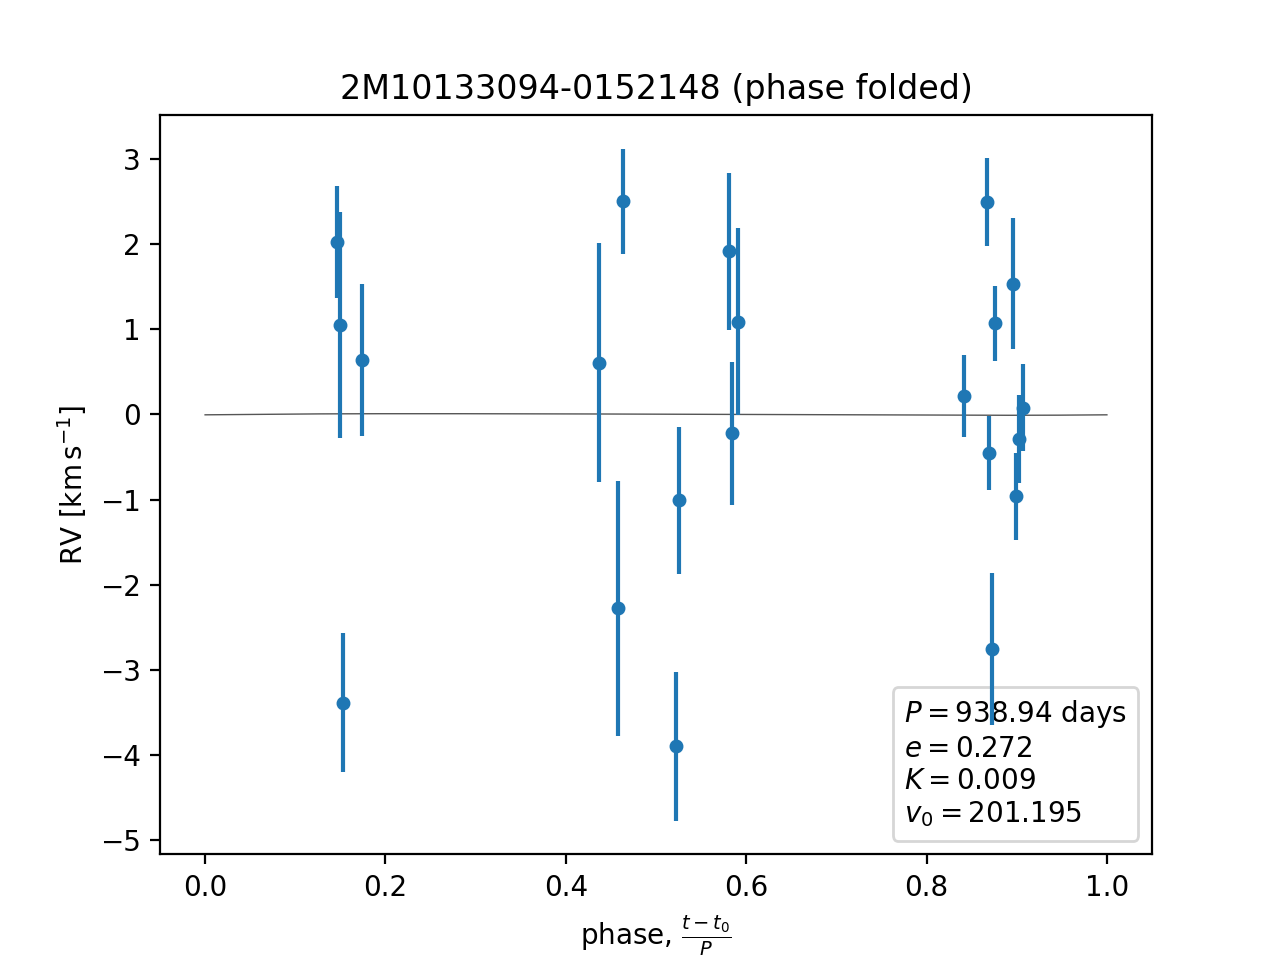 2M10133094-0152148 (phase folded)
RV [km s⁻¹]
3
2
1
0
−1
−2
−3
−4
−5
P = 938.94 days
e = 0.272
K = 0.009
v₀ = 201.195
0.0 0.2 0.4 0.6 0.8 1.0
phase, (t − t₀)/P